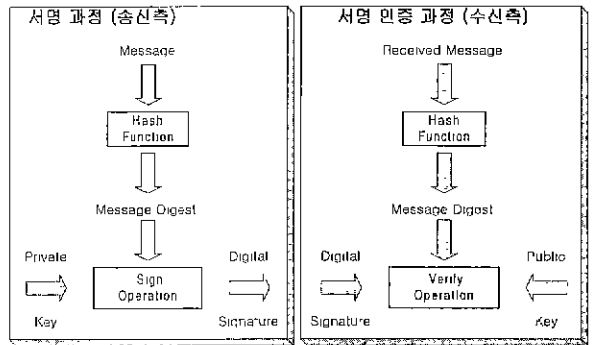 서명 과정 (송신측)
Message
Hash
Function
Message Digest
Private
Key
Sign
Operation
Digital
Signature
서명 인증 과정 (수신측)
Received Message
Hash
Function
Message Digest
Digital
Signature
Verify
Operation
Public
Key